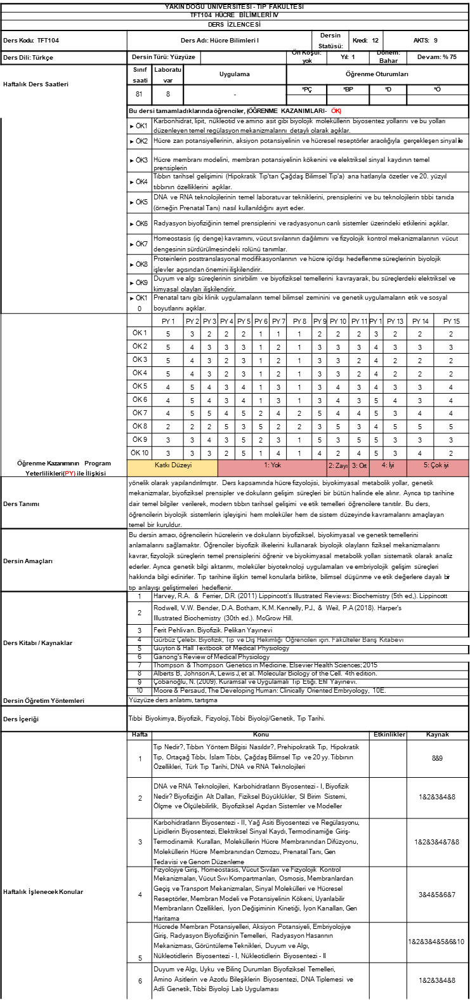 YAKIN DOĞU ÜNİVERSİTESİ - TIP FAKÜLTESİ
TFT104 HÜCRE BİLİMLERİ IV
DERS İZLENCESİ
Ders Kodu: TFT104 Ders Adı: Hücre Bilimleri I Dersin Statüsü: Kredi: 12 AKTS: 9
Ders Dili: Türkçe Dersin Türü: Yüzyüze Ön Koşul: yok Yıl: 1 Dönem: Bahar Devam: % 75
Haftalık Ders Saatleri
Sınıf saati Laboratuvar Uygulama Öğrenme Oturumları
*PÇ *BP *D *Ö
81 8 -
Bu dersi tamamladıklarında öğrenciler, (ÖĞRENME KAZANIMLARI- ÖK)
► ÖK1 Karbonhidrat, lipit, nükleotid ve amino asit gibi biyolojik moleküllerin biyosentez yollarını ve bu yolları
düzenleyen temel regülasyon mekanizmalarını detaylı olarak açıklar.
► ÖK2 Hücre zarı potansiyellerinin, aksiyon potansiyelinin ve hücresel reseptörler aracılığıyla gerçekleşen sinyal ile
► ÖK3 Hücre membranı modelini, membran potansiyelinin kökenini ve elektriksel sinyal kaydının temel
prensiplerin
► ÖK4 Tıbbın tarihsel gelişimini (Hipokratik Tıp'tan Çağdaş Bilimsel Tıp'a) ana hatlarıyla özetler ve 20. yüzyıl
tıbbının özelliklerini açıklar.
► ÖK5 DNA ve RNA teknolojilerinin temel laboratuvar tekniklerini, prensiplerini ve bu teknolojilerin tıbbi tanıda
(örneğin Prenatal Tanı) nasıl kullanıldığını ayırt eder.
► ÖK6 Radyasyon biyofiziğinin temel prensiplerini ve radyasyonun canlı sistemler üzerindeki etkilerini açıklar.
► ÖK7 Homeostasis (iç denge) kavramını, vücut sıvılarının dağılımını ve fizyolojik kontrol mekanizmalarının vücut
dengesinin sürdürülmesindeki rolünü tanımlar.
► ÖK8 Proteinlerin posttranslasyonal modifikasyonlarının ve hücre içi/dışı hedeflenme süreçlerinin biyolojik
işlevler açısından önemini ilişkilendirir.
► ÖK9 Duyum ve algı süreçlerinin sinirbilim ve biyofiziksel temellerini kavrayarak, bu süreçlerdeki elektriksel ve
kimyasal olayları ilişkilendirir.
► ÖK10 Prenatal tanı gibi klinik uygulamaların temel bilimsel zeminini ve genetik uygulamaların etik ve sosyal
boyutlarını açıklar.
PY 1 PY 2 PY 3 PY 4 PY 5 PY 6 PY 7 PY 8 PY 9 PY 10 PY 11 PY 1 PY 13 PY 14 PY 15
ÖK 1 5 3 2 2 2 1 1 1 2 2 2 3 2 2 2
ÖK 2 5 4 3 3 3 1 2 1 3 3 3 4 3 3 3
ÖK 3 5 4 3 2 3 1 2 1 3 3 2 4 2 2 2
ÖK 4 5 4 3 2 3 1 2 1 3 3 2 4 2 2 2
ÖK 5 4 5 4 3 4 1 3 1 3 4 3 4 3 3 4
ÖK 6 4 5 4 3 4 1 3 1 3 4 3 5 4 3 4
ÖK 7 4 5 5 4 5 2 4 2 5 4 4 5 3 4 4
ÖK 8 2 2 2 5 3 5 2 2 3 5 3 4 5 5 5
ÖK 9 3 3 4 3 5 2 3 1 5 3 5 5 3 3 3
ÖK 10 3 3 3 2 5 1 4 1 4 2 4 5 3 4 2
Öğrenme Kazanımının Program
Yeterlilikleri(PY) ile İlişkisi
Katkı Düzeyi 1: Yok 2: Zayı 3: Ort 4: İyi 5: Çok iyi
Ders Tanımı
yönelik olarak yapılandırılmıştır. Ders kapsamında hücre fizyolojisi, biyokimyasal metabolik yollar, genetik
mekanizmalar, biyofiziksel prensipler ve dokuların gelişim süreçleri bir bütün halinde ele alınır. Ayrıca tıp tarihine
dair temel bilgiler verilerek, modern tıbbın tarihsel gelişimi ve etik temelleri öğrencilere tanıtılır. Bu ders,
öğrencilerin biyolojik sistemlerin işleyişini hem moleküler hem de sistem düzeyinde kavramalarını amaçlayan
temel bir kuruldur.
Dersin Amaçları
Bu dersin amacı, öğrencilerin hücrelerin ve dokuların biyofiziksel, biyokimyasal ve genetik temellerini
anlamalarını sağlamaktır. Öğrenciler biyofizik ilkelerini kullanarak biyolojik olayların fiziksel mekanizmalarını
kavrar, fizyolojik süreçlerin temel prensiplerini öğrenir ve biyokimyasal metabolik yolları sistematik olarak analiz
ederler. Ayrıca genetik bilgi aktarımı, moleküler biyoteknoloji uygulamaları ve embriyolojik gelişim süreçleri
hakkında bilgi edinirler. Tıp tarihine ilişkin temel konularla birlikte, bilimsel düşünme ve etik değerlere dayalı bir
tıp anlayışı geliştirmeleri hedeflenir.
Ders Kitabı / Kaynaklar
1 Harvey, R.A. & Ferrier, D.R. (2011) Lippincott's Illustrated Reviews: Biochemistry (5th ed,). Lippincott
2 Rodwell, V.W. Bender, D.A. Botham, K.M. Kennelly, P.J., & Weil, P.A (2018). Harper's
Illustrated Biochemistry (30th ed.). McGrow Hill.
3 Ferit Pehlivan. Biyofizik. Pelikan Yayınevi
4 Gürbüz Çelebi. Biyofizik, Tıp ve Diş Hekimliği Öğrencileri için. Fakülteler Barış Kitabevi
5 Guyton & Hall Textbook of Medical Physiology
6 Ganong's Review of Medical Physiology
7 Thompson & Thompson Genetics in Medicine. Elsevier Health Sciences; 2015
8 Alberts B, Johnson A, Lewis J, et al. Molecular Biology of the Cell. 4th edition.
9 Çobanoğlu, N. (2009). Kuramsal ve Uygulamalı Tıp Etiği. Efil Yayınevi.
10 Moore & Persaud, The Developing Human: Clinically Oriented Embryology, 10E.
Dersin Öğretim Yöntemleri Yüzyüze ders anlatımı, tartışma
Ders İçeriği Tıbbi Biyokimya, Biyofizik, Fizyoloji, Tıbbi Biyoloji/Genetik, Tıp Tarihi.
Haftalık İşlenecek Konular
Hafta Konu Etkinlikler Kaynak
1 Tıp Nedir?, Tıbbın Yöntem Bilgisi Nasıldır?, Prehipokratik Tıp, Hipokratik
Tıp, Ortaçağ Tıbbı, İslam Tıbbı, Çağdaş Bilimsel Tıp ve 20 yy. Tıbbının
Özellikleri, Türk Tıp Tarihi, DNA ve RNA Teknolojileri
8&9
2 DNA ve RNA Teknolojileri, Karbohidratların Biyosentezi - I, Biyofizik
Nedir? Biyofiziğin Alt Dalları, Fiziksel Büyüklükler, SI Birim Sistemi,
Ölçme ve Ölçülebilirlik, Biyofiziksel Açıdan Sistemler ve Modeller
1&2&3&4&8
3 Karbohidratların Biyosentezi - II, Yağ Asiti Biyosentezi ve Regülasyonu,
Lipidlerin Biyosentezi, Elektriksel Sinyal Kaydı, Termodinamiğe Giriş-
Termodinamik Kuralları, Moleküllerin Hücre Membranından Difüzyonu,
Moleküllerin Hücre Membranından Ozmozu, Prenatal Tanı, Gen
Tedavisi ve Genom Düzenleme
1&2&3&4&7&8
4 Fizyolojiye Giriş, Homeostasis, Vücut Sıvıları ve Fizyolojik Kontrol
Mekanizmaları, Vücut Sıvı Kompartmanları, Osmosis, Membranlardan
Geçiş ve Transport Mekanizmaları, Sinyal Molekülleri ve Hücresel
Reseptörler, Membran Modeli ve Potansiyelinin Kökeni, Uyarılabilir
Membranların Özellikleri, İyon Değişiminin Kinetiği, İyon Kanalları, Gen
Haritama
3&4&5&6&7
5 Hücrede Membran Potansiyelleri, Aksiyon Potansiyeli, Embriyolojiye
Giriş, Radyasyon Biyofiziğinin Temelleri, Radyasyon Hasarının
Mekanizması, Görüntüleme Teknikleri, Duyum ve Algı,
Nükleotidlerin Biyosentezi - I, Nükleotidlerin Biyosentezi - II
1&2&3&4&5&6&10
6 Duyum ve Algı, Uyku ve Bilinç Durumları Biyofiziksel Temelleri,
Amino Asitlerin ve Azotlu Bileşiklerin Biyosentezi, DNA Tiplemesi ve
Adli Genetik, Tıbbi Biyoloji Lab Uygulaması
1&2&3&4&8